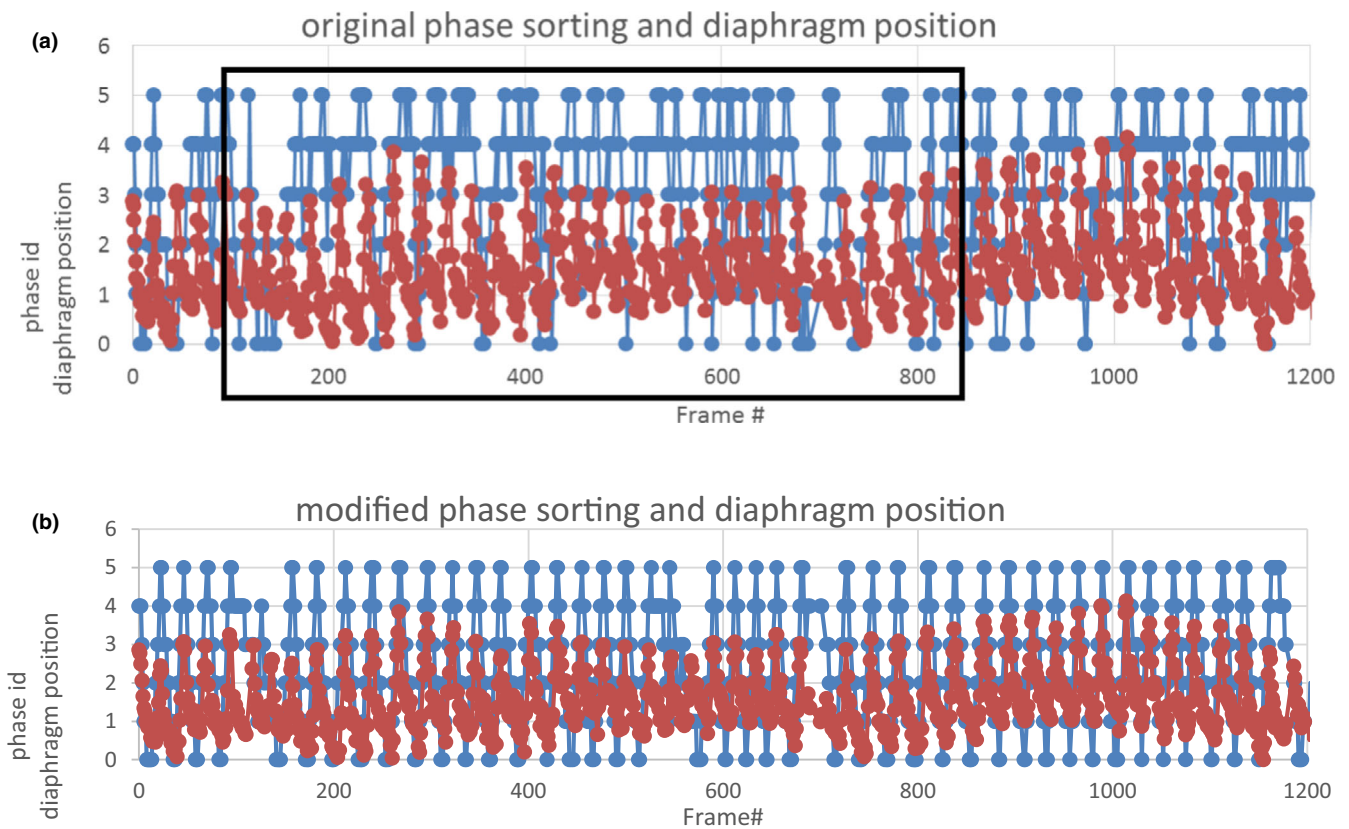 (a)
original phase sorting and diaphragm position
phase id
diaphragm position
6
5
4
3
2
1
0
0 200 400 600 800 1000 1200
Frame #
(b)
modified phase sorting and diaphragm position
phase id
diaphragm position
6
5
4
3
2
1
0
0 200 400 600 800 1000 1200
Frame#